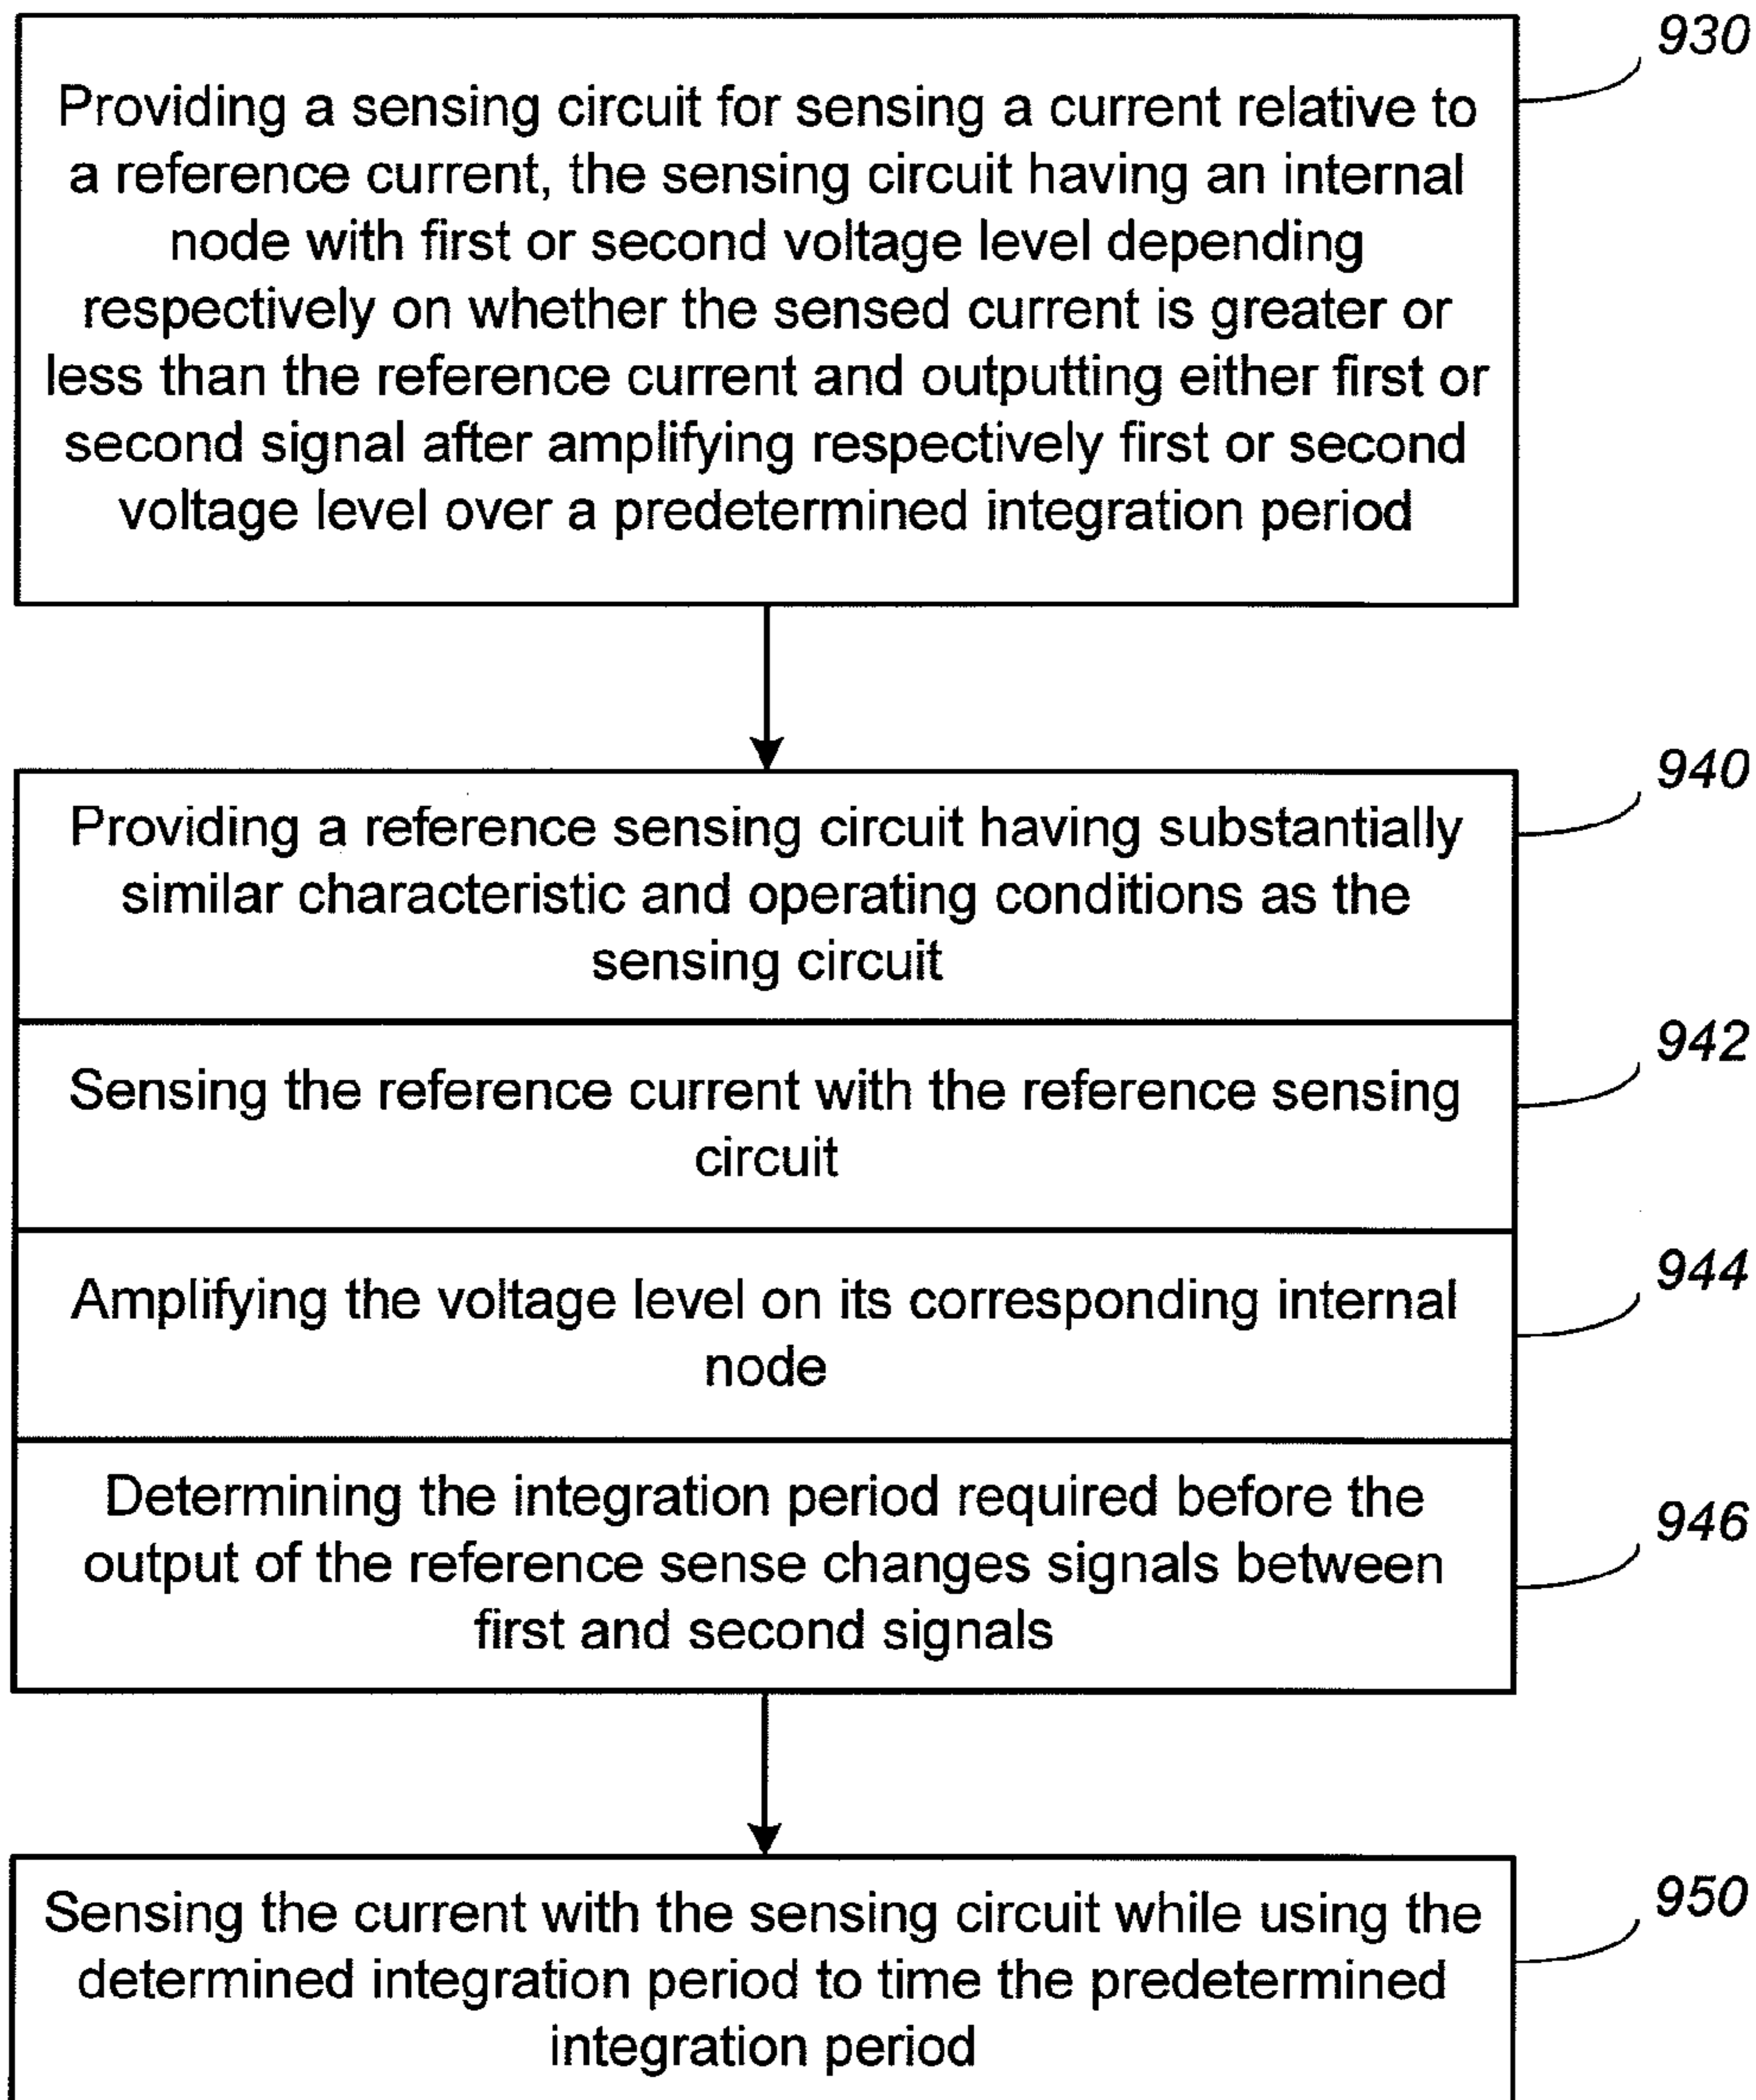 930
Providing a sensing circuit for sensing a current relative to
a reference current, the sensing circuit having an internal
node with first or second voltage level depending
respectively on whether the sensed current is greater or
less than the reference current and outputting either first or
second signal after amplifying respectively first or second
voltage level over a predetermined integration period
940
Providing a reference sensing circuit having substantially
similar characteristic and operating conditions as the
sensing circuit
942
Sensing the reference current with the reference sensing
circuit
944
Amplifying the voltage level on its corresponding internal
node
946
Determining the integration period required before the
output of the reference sense changes signals between
first and second signals
950
Sensing the current with the sensing circuit while using the
determined integration period to time the predetermined
integration period